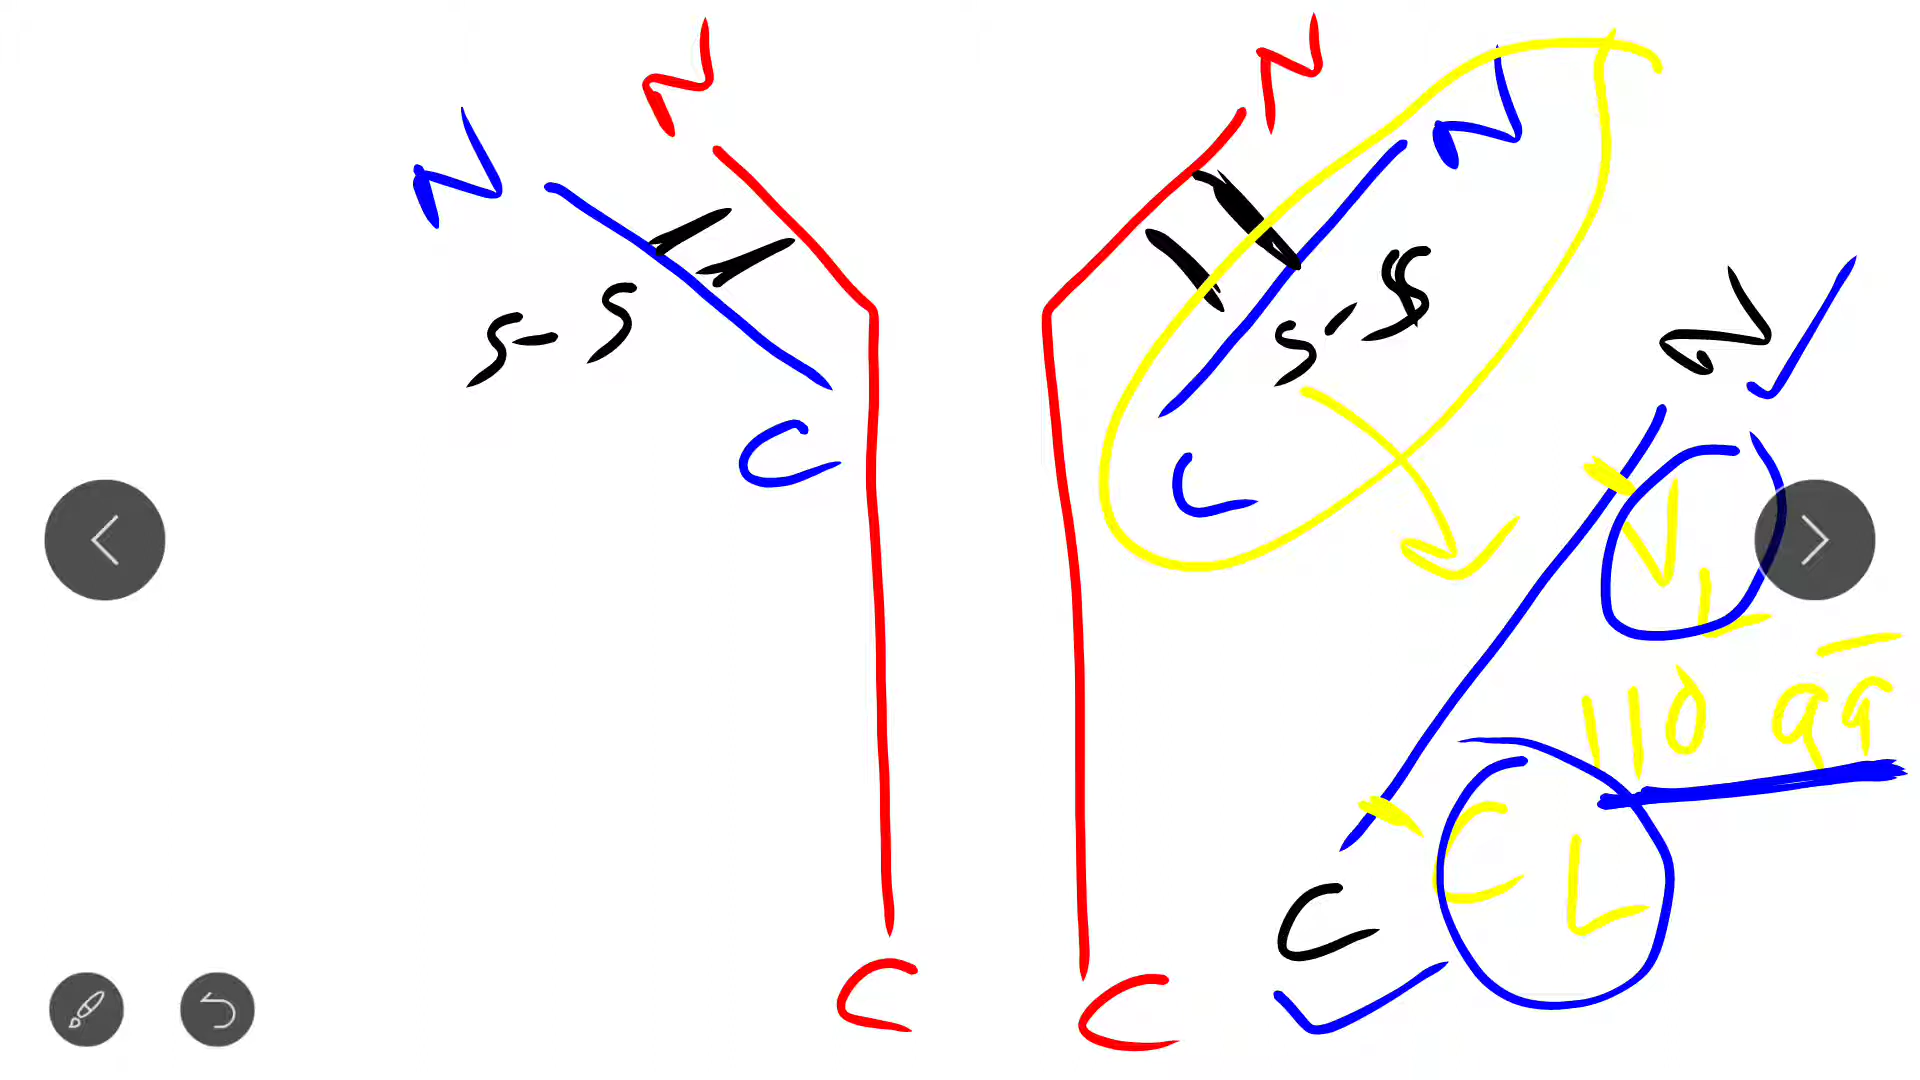 N N N N
S-S S-S N
C C
VL
110 aa
CL
C
C C